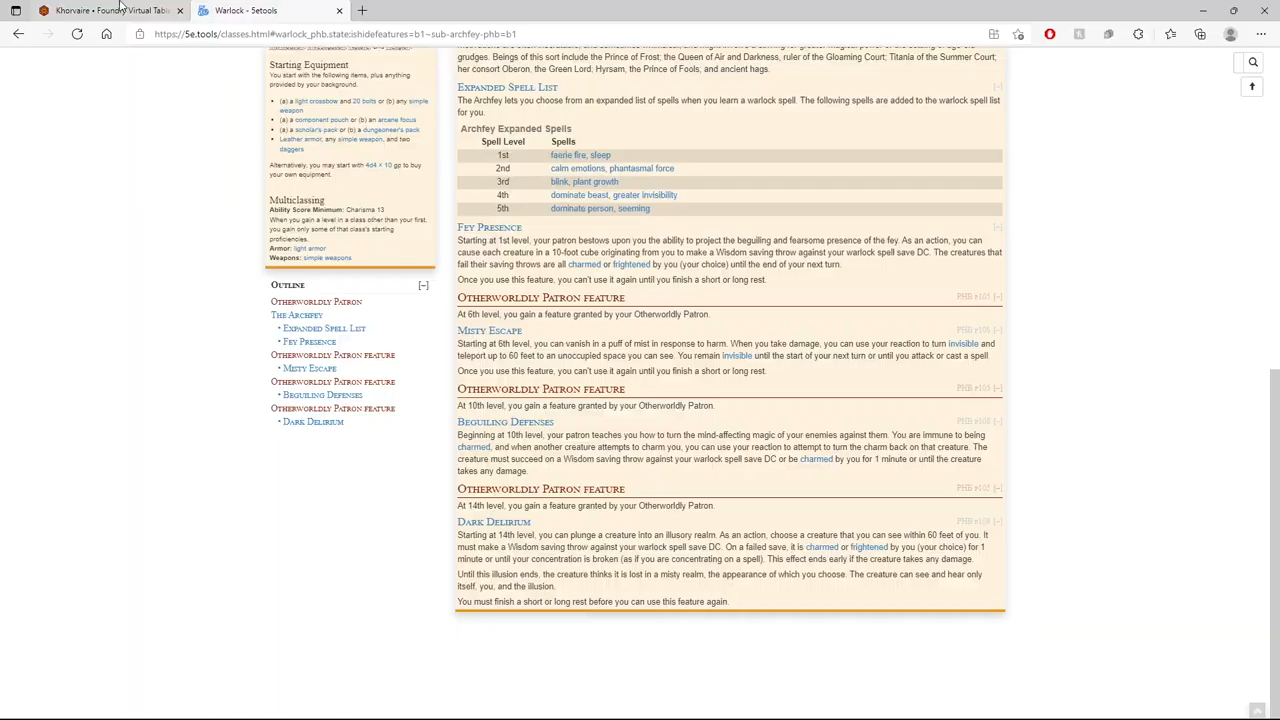 Khorvaire • Foundry Virtual Table
Warlock - 5etools
https://5e.tools/classes.html#warlock_phb,state:ishidefeatures=b1~sub-archfey-phb=b1
grudges. Beings of this sort include the Prince of Frost; the Queen of Air and Darkness, ruler of the Gloaming Court; Titania of the Summer Court;
her consort Oberon, the Green Lord; Hyrsam, the Prince of Fools; and ancient hags.
Starting Equipment
You start with the following items, plus anything
provided by your background.
• (a) a light crossbow and 20 bolts or (b) any simple
weapon
• (a) a component pouch or (b) an arcane focus
• (a) a scholar's pack or (b) a dungeoneer's pack
• Leather armor, any simple weapon, and two
daggers
Alternatively, you may start with 4d4 × 10 gp to buy
your own equipment.
Multiclassing
Ability Score Minimum: Charisma 13
When you gain a level in a class other than your first,
you gain only some of that class's starting
proficiencies.
Armor: light armor
Weapons: simple weapons
Outline [–]
Otherworldly Patron
The Archfey
• Expanded Spell List
• Fey Presence
Otherworldly Patron feature
• Misty Escape
Otherworldly Patron feature
• Beguiling Defenses
Otherworldly Patron feature
• Dark Delirium
Expanded Spell List [–]
The Archfey lets you choose from an expanded list of spells when you learn a warlock spell. The following spells are added to the warlock spell list
for you.
Archfey Expanded Spells
Spell Level Spells
1st faerie fire, sleep
2nd calm emotions, phantasmal force
3rd blink, plant growth
4th dominate beast, greater invisibility
5th dominate person, seeming
Fey Presence [–]
Starting at 1st level, your patron bestows upon you the ability to project the beguiling and fearsome presence of the fey. As an action, you can
cause each creature in a 10-foot cube originating from you to make a Wisdom saving throw against your warlock spell save DC. The creatures that
fail their saving throws are all charmed or frightened by you (your choice) until the end of your next turn.
Once you use this feature, you can't use it again until you finish a short or long rest.
Otherworldly Patron feature PHB p105 [–]
At 6th level, you gain a feature granted by your Otherworldly Patron.
Misty Escape PHB p108 [–]
Starting at 6th level, you can vanish in a puff of mist in response to harm. When you take damage, you can use your reaction to turn invisible and
teleport up to 60 feet to an unoccupied space you can see. You remain invisible until the start of your next turn or until you attack or cast a spell.
Once you use this feature, you can't use it again until you finish a short or long rest.
Otherworldly Patron feature PHB p105 [–]
At 10th level, you gain a feature granted by your Otherworldly Patron.
Beguiling Defenses PHB p108 [–]
Beginning at 10th level, your patron teaches you how to turn the mind-affecting magic of your enemies against them. You are immune to being
charmed, and when another creature attempts to charm you, you can use your reaction to attempt to turn the charm back on that creature. The
creature must succeed on a Wisdom saving throw against your warlock spell save DC or be charmed by you for 1 minute or until the creature
takes any damage.
Otherworldly Patron feature PHB p105 [–]
At 14th level, you gain a feature granted by your Otherworldly Patron.
Dark Delirium PHB p109 [–]
Starting at 14th level, you can plunge a creature into an illusory realm. As an action, choose a creature that you can see within 60 feet of you. It
must make a Wisdom saving throw against your warlock spell save DC. On a failed save, it is charmed or frightened by you (your choice) for 1
minute or until your concentration is broken (as if you are concentrating on a spell). This effect ends early if the creature takes any damage.
Until this illusion ends, the creature thinks it is lost in a misty realm, the appearance of which you choose. The creature can see and hear only
itself, you, and the illusion.
You must finish a short or long rest before you can use this feature again.